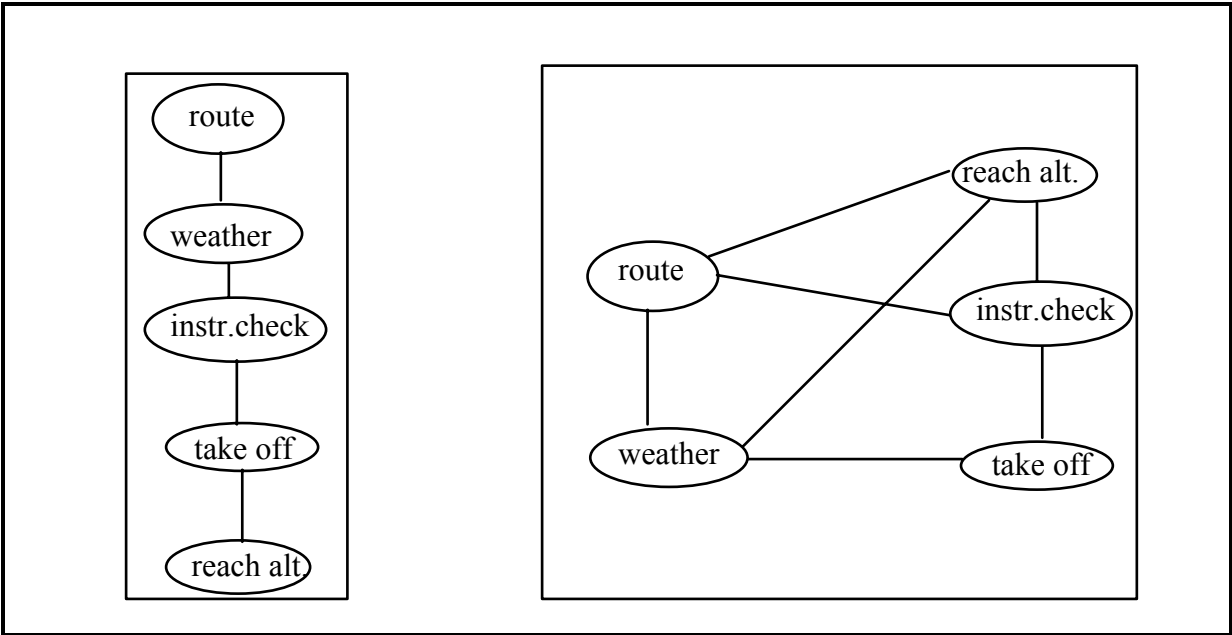 route
weather
instr.check
take off
reach alt.
reach alt.
route
instr.check
weather
take off